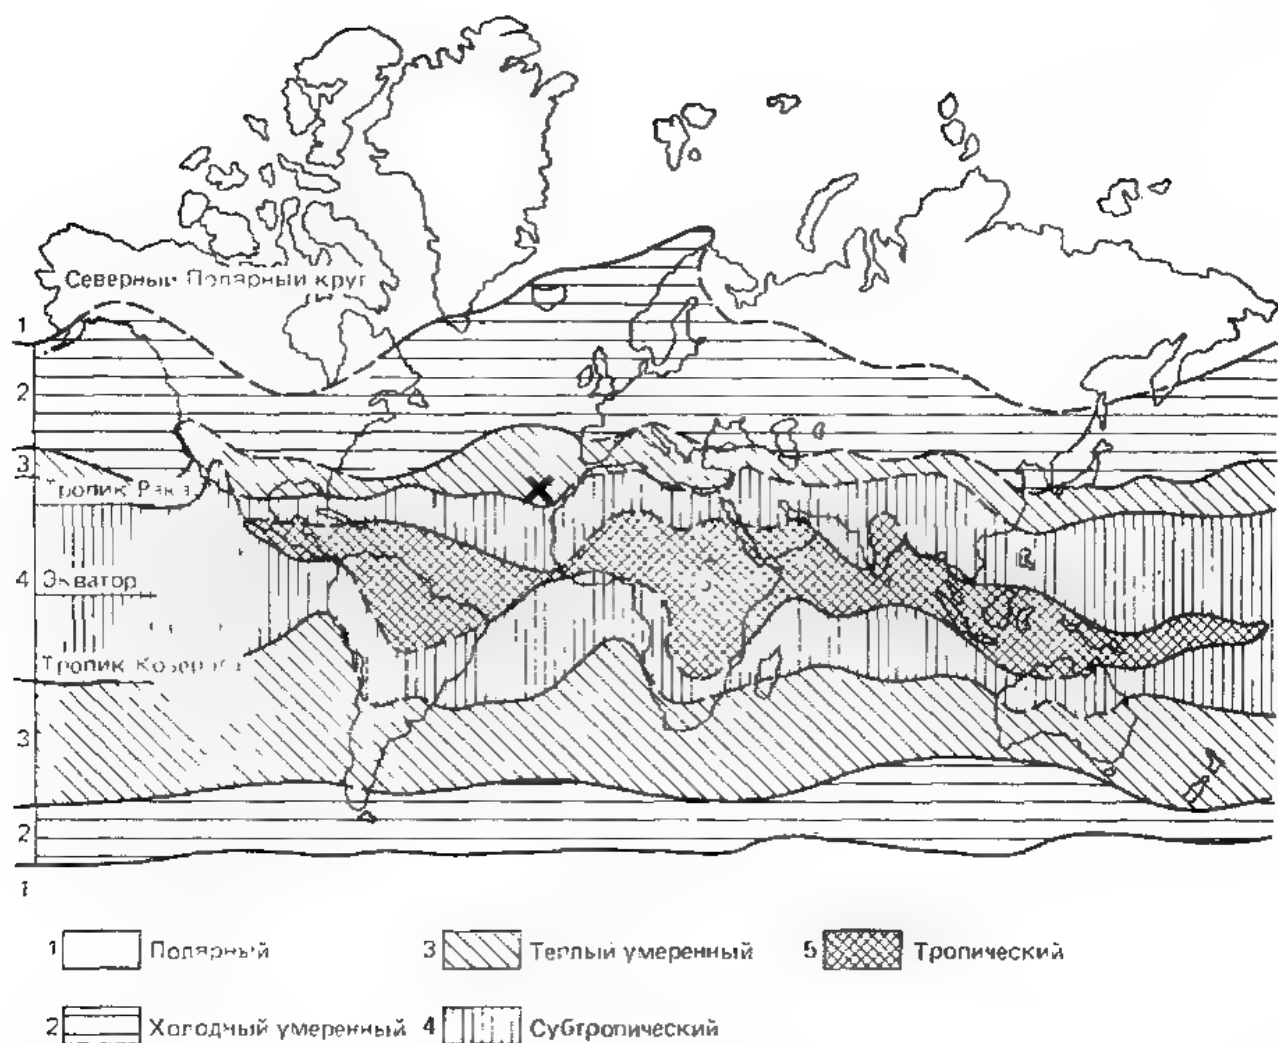 Северный Полярный круг
1
2
3
Тропик Рака
4
Экватор
Тропик Козерога
3
2
1
1 Полярный
3 Теплый умеренный
5 Тропический
2 Холодный умеренный
4 Субтропический